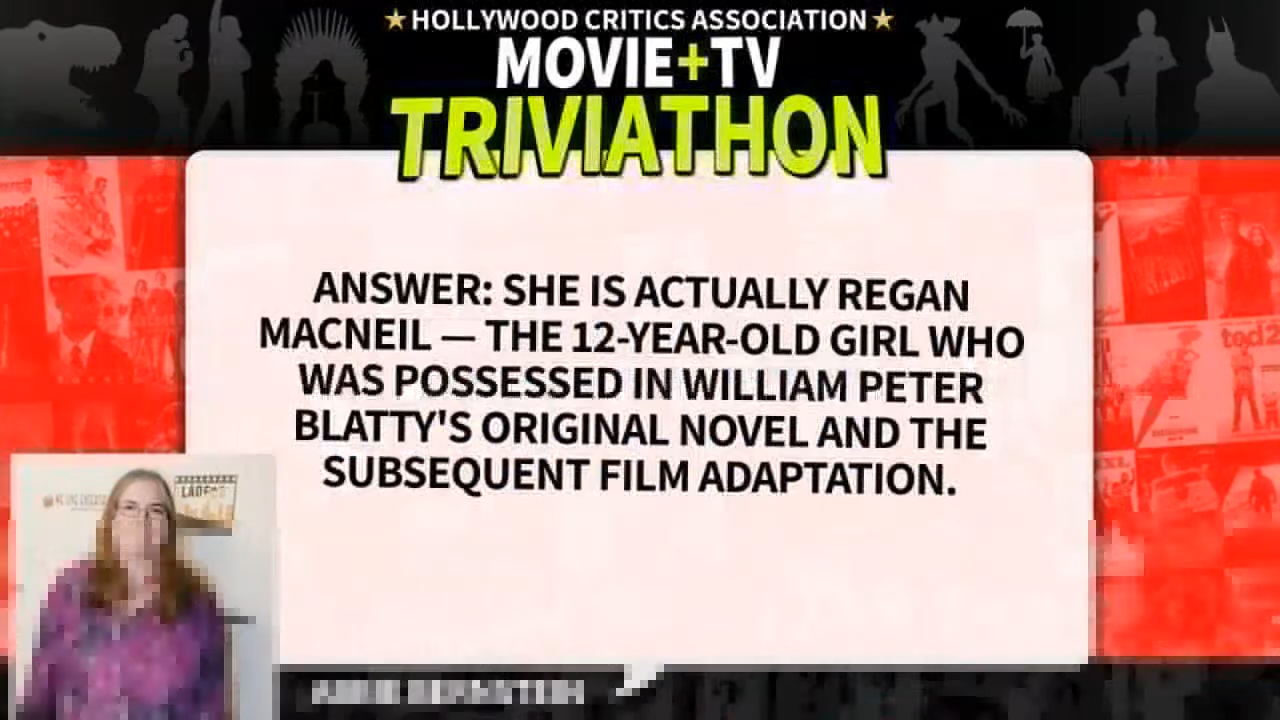 HOLLYWOOD CRITICS ASSOCIATION
MOVIE+TV
TRIVIATHON
ANSWER: SHE IS ACTUALLY REGAN
MACNEIL — THE 12-YEAR-OLD GIRL WHO
WAS POSSESSED IN WILLIAM PETER
BLATTY'S ORIGINAL NOVEL AND THE
SUBSEQUENT FILM ADAPTATION.
ted2